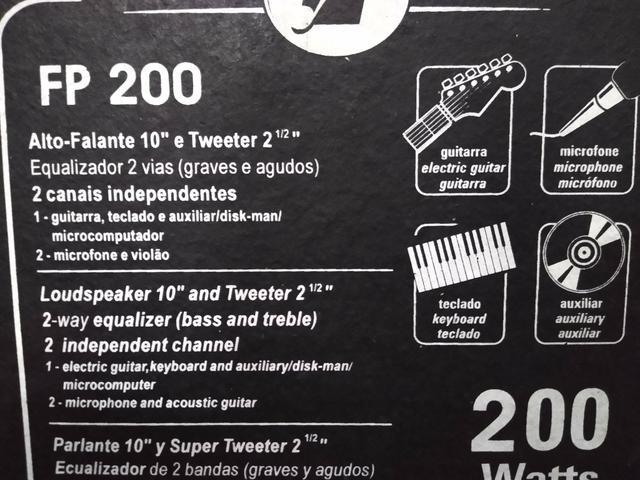 FP 200
Alto-Falante 10" e Tweeter 2 1/2"
Equalizador 2 vias (graves e agudos)
2 canais independentes
1 - guitarra, teclado e auxiliar/disk-man/
microcomputador
2 - microfone e violão
Loudspeaker 10" and Tweeter 2 1/2"
2-way equalizer (bass and treble)
2 independent channel
1 - electric guitar,keyboard and auxiliary/disk-man/
microcomputer
2 - microphone and acoustic guitar
Parlante 10" y Super Tweeter 2 1/2"
Ecualizador de 2 bandas (graves y agudos)
guitarra
electric guitar
guitarra
microfone
microphone
micrófono
teclado
keyboard
teclado
auxiliar
auxiliary
auxiliar
200
Watts